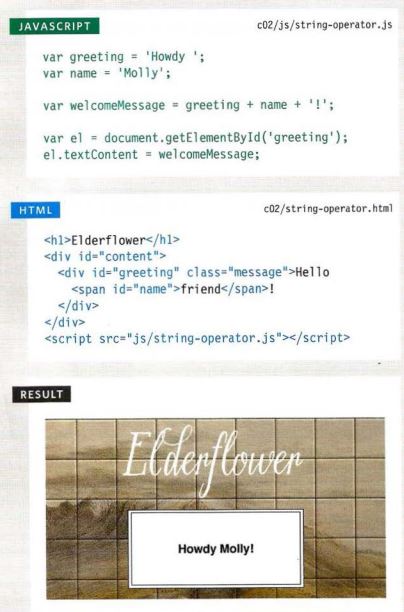 JAVASCRIPT c02/js/string-operator.js
var greeting = 'Howdy ';
var name = 'Molly';
var welcomeMessage = greeting + name + '!';
var el = document.getElementById('greeting');
el.textContent = welcomeMessage;
HTML c02/string-operator.html
<h1>Elderflower</h1>
<div id="content">
  <div id="greeting" class="message">Hello
    <span id="name">friend</span>!
  </div>
</div>
<script src="js/string-operator.js"></script>
RESULT
Elderflower
Howdy Molly!